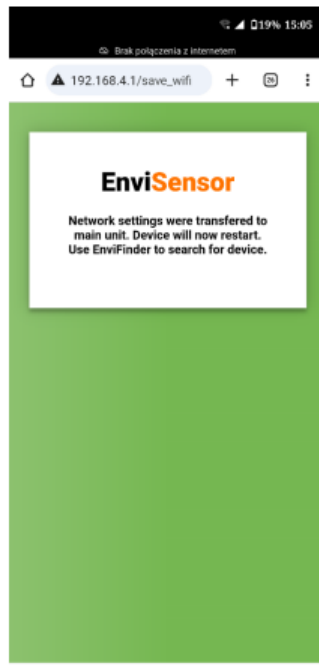 19% 15:05
Brak połączenia z internetem
192.168.4.1/save_wifi
26
EnviSensor
Network settings were transfered to
main unit. Device will now restart.
Use EnviFinder to search for device.